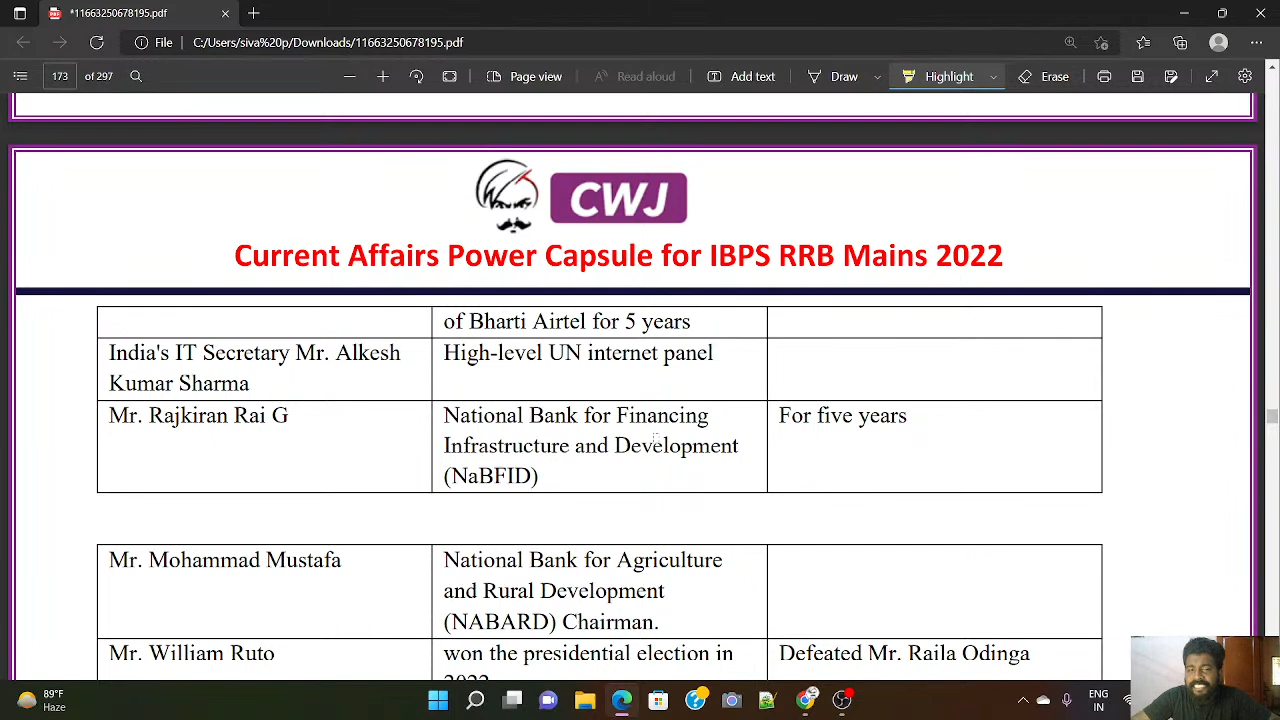 *11663250678195.pdf
File C:/Users/siva%20p/Downloads/11663250678195.pdf
173 of 297 Page view Read aloud Add text Draw Highlight Erase
CWJ
Current Affairs Power Capsule for IBPS RRB Mains 2022
of Bharti Airtel for 5 years
India's IT Secretary Mr. Alkesh High-level UN internet panel
Kumar Sharma
Mr. Rajkiran Rai G National Bank for Financing For five years
Infrastructure and Development
(NaBFID)
Mr. Mohammad Mustafa National Bank for Agriculture
and Rural Development
(NABARD) Chairman.
Mr. William Ruto won the presidential election in Defeated Mr. Raila Odinga
89°F ENG
Haze IN